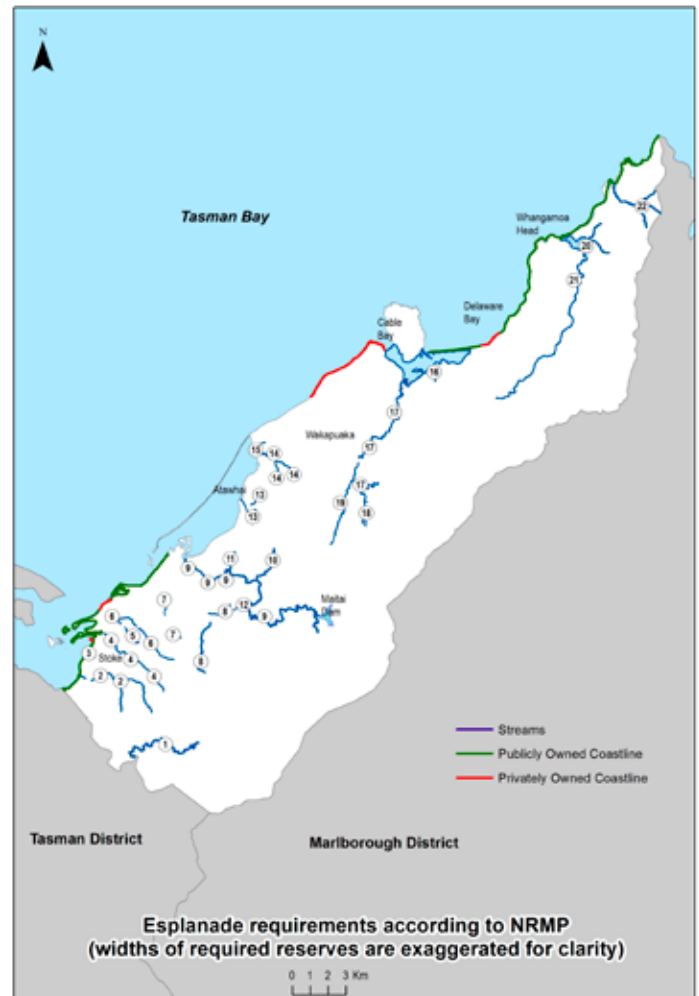 N
Tasman Bay
Whangamoa
Head
22
20
21
Delaware
Bay
Cable
Bay
16
17
Wakapuaka
17
15
14
14
14
17
13
Atawhai
19
18
13
11
10
9
9
9
Maitai
Dam
7
12
8
9
6
5
6
7
4
3
Stoke
4
8
2
2
4
1
Streams
Publicly Owned Coastline
Privately Owned Coastline
Tasman District
Marlborough District
Esplanade requirements according to NRMP
(widths of required reserves are exaggerated for clarity)
0 1 2 3 Km